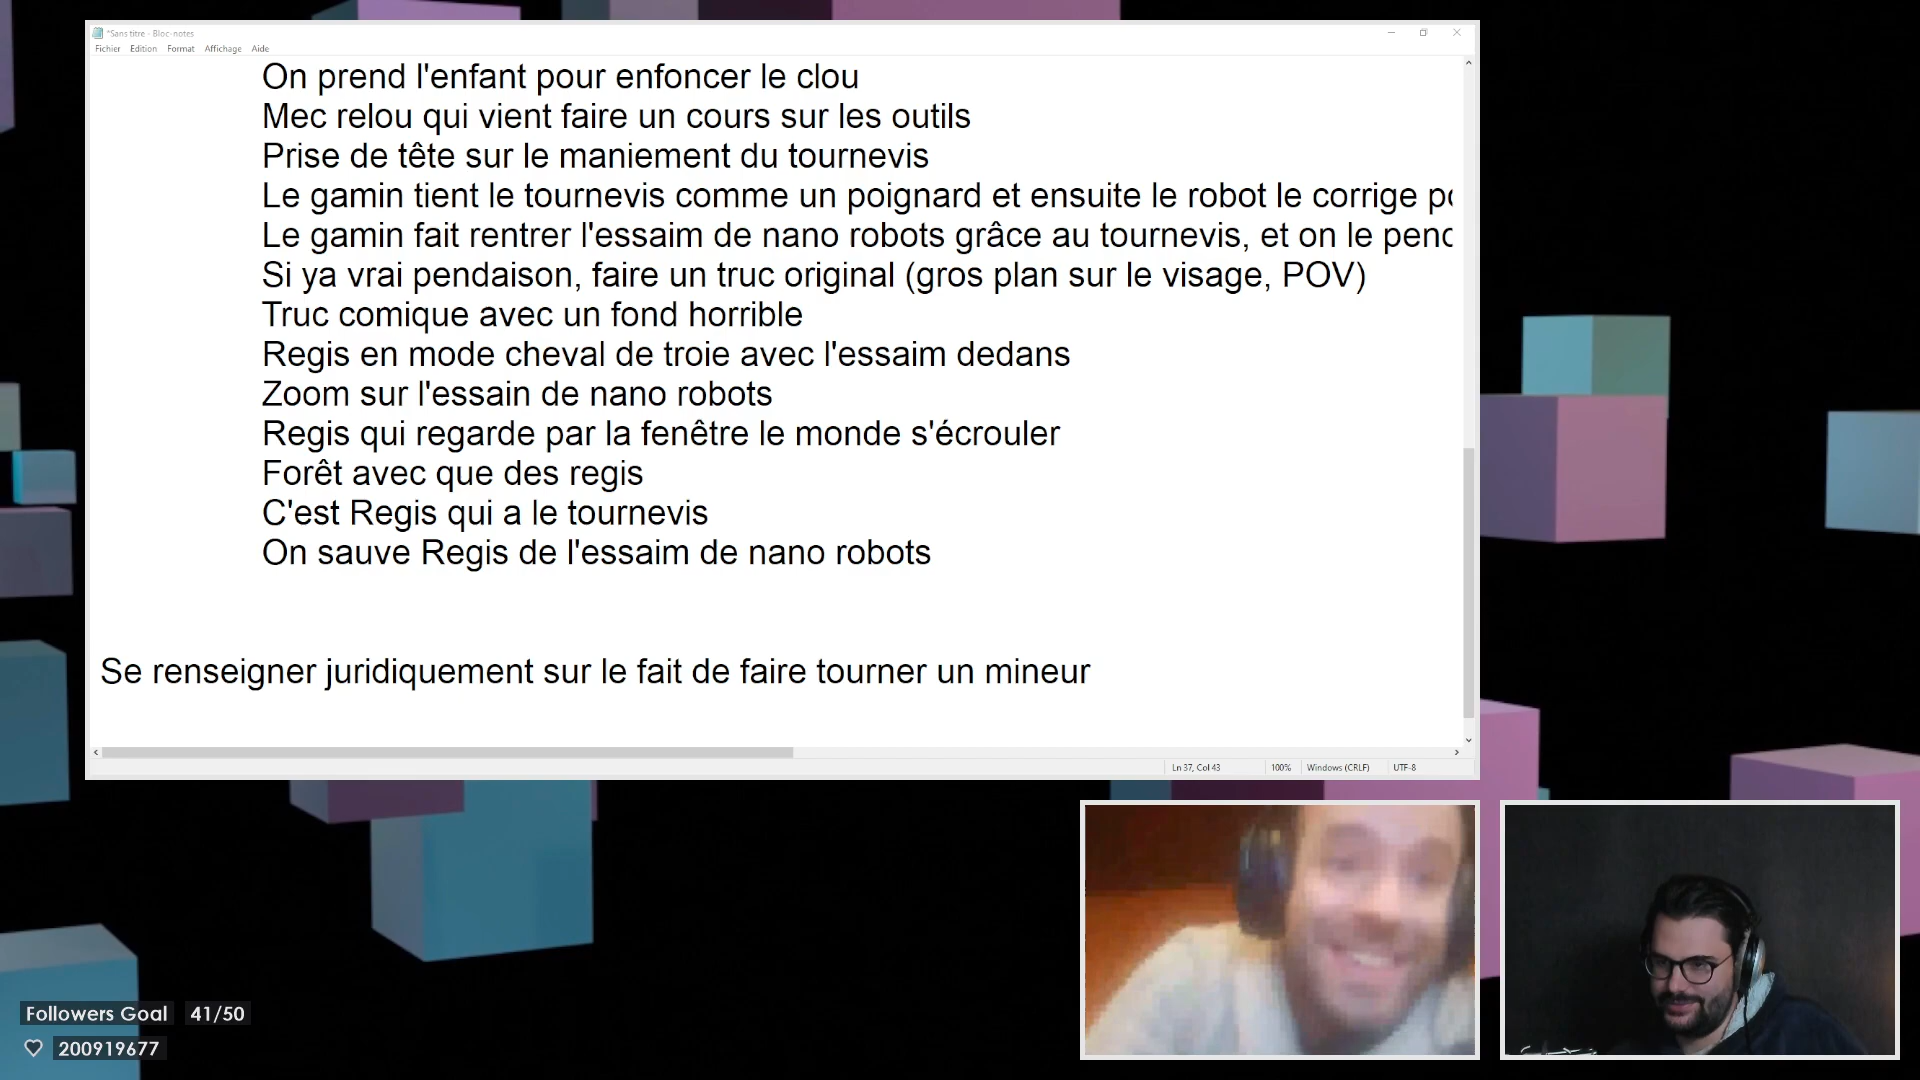 *Sans titre - Bloc-notes
Fichier Edition Format Affichage Aide
On prend l'enfant pour enfoncer le clou
Mec relou qui vient faire un cours sur les outils
Prise de tête sur le maniement du tournevis
Le gamin tient le tournevis comme un poignard et ensuite le robot le corrige
Le gamin fait rentrer l'essaim de nano robots grâce au tournevis, et on le
Si ya vrai pendaison, faire un truc original (gros plan sur le visage, POV)
Truc comique avec un fond horrible
Regis en mode cheval de troie avec l'essaim dedans
Zoom sur l'essain de nano robots
Regis qui regarde par la fenêtre le monde s'écrouler
Forêt avec que des regis
C'est Regis qui a le tournevis
On sauve Regis de l'essaim de nano robots
Se renseigner juridiquement sur le fait de faire tourner un mineur
Ln 37, Col 43 100% Windows (CRLF) UTF-8
Followers Goal 41/50
200919677